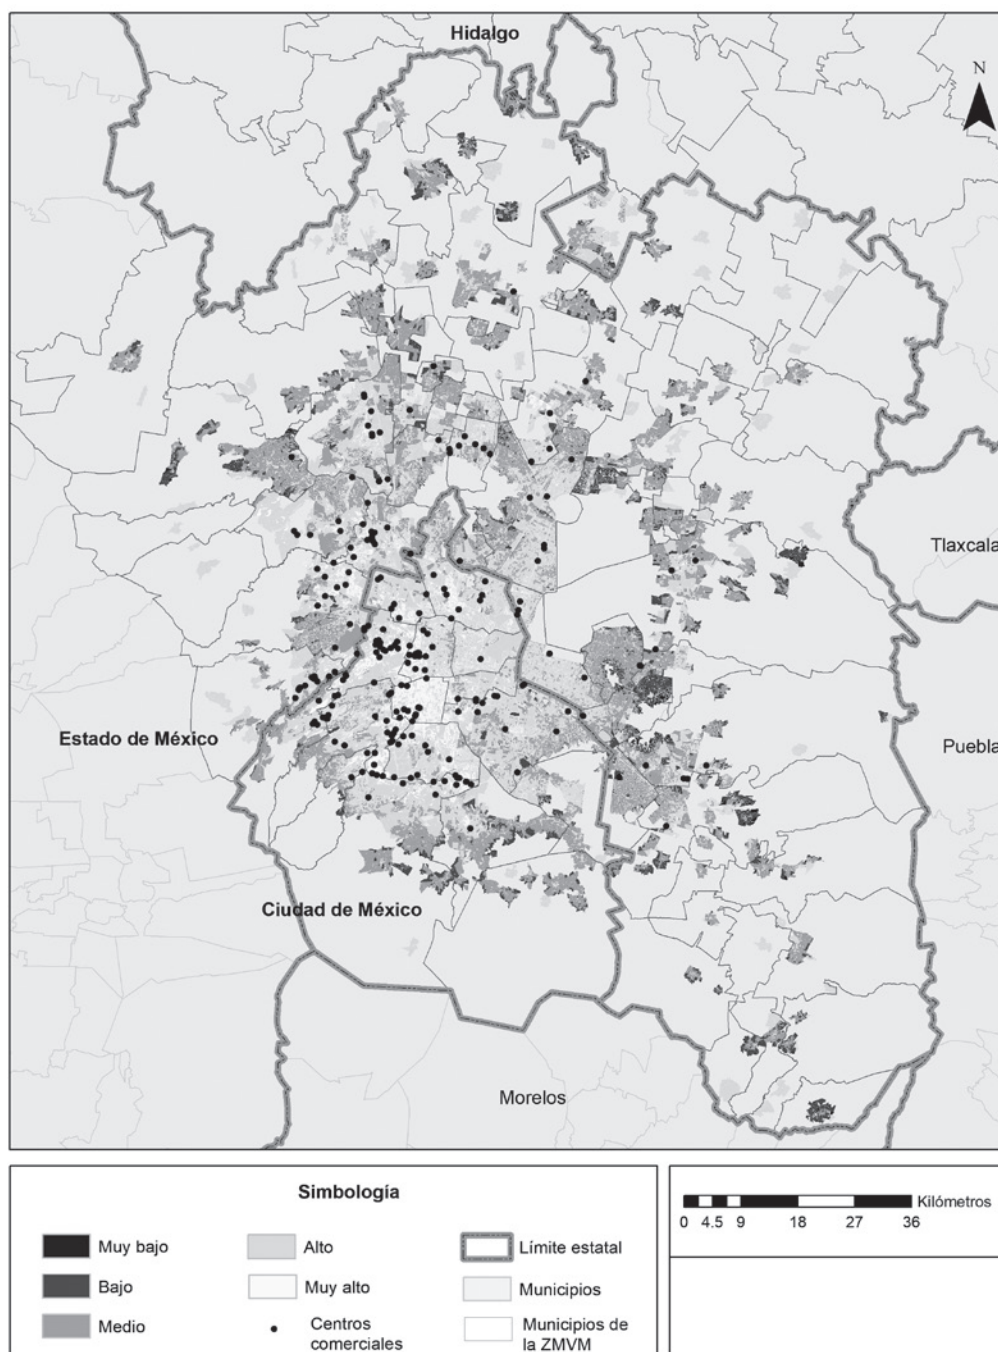 Hidalgo
N
Tlaxcala
Estado de México
Puebla
Ciudad de México
Morelos
Simbología
Muy bajo
Bajo
Medio
Alto
Muy alto
Centros
comerciales
Límite estatal
Municipios
Municipios de
la ZMVM
Kilómetros
0 4.5 9 18 27 36